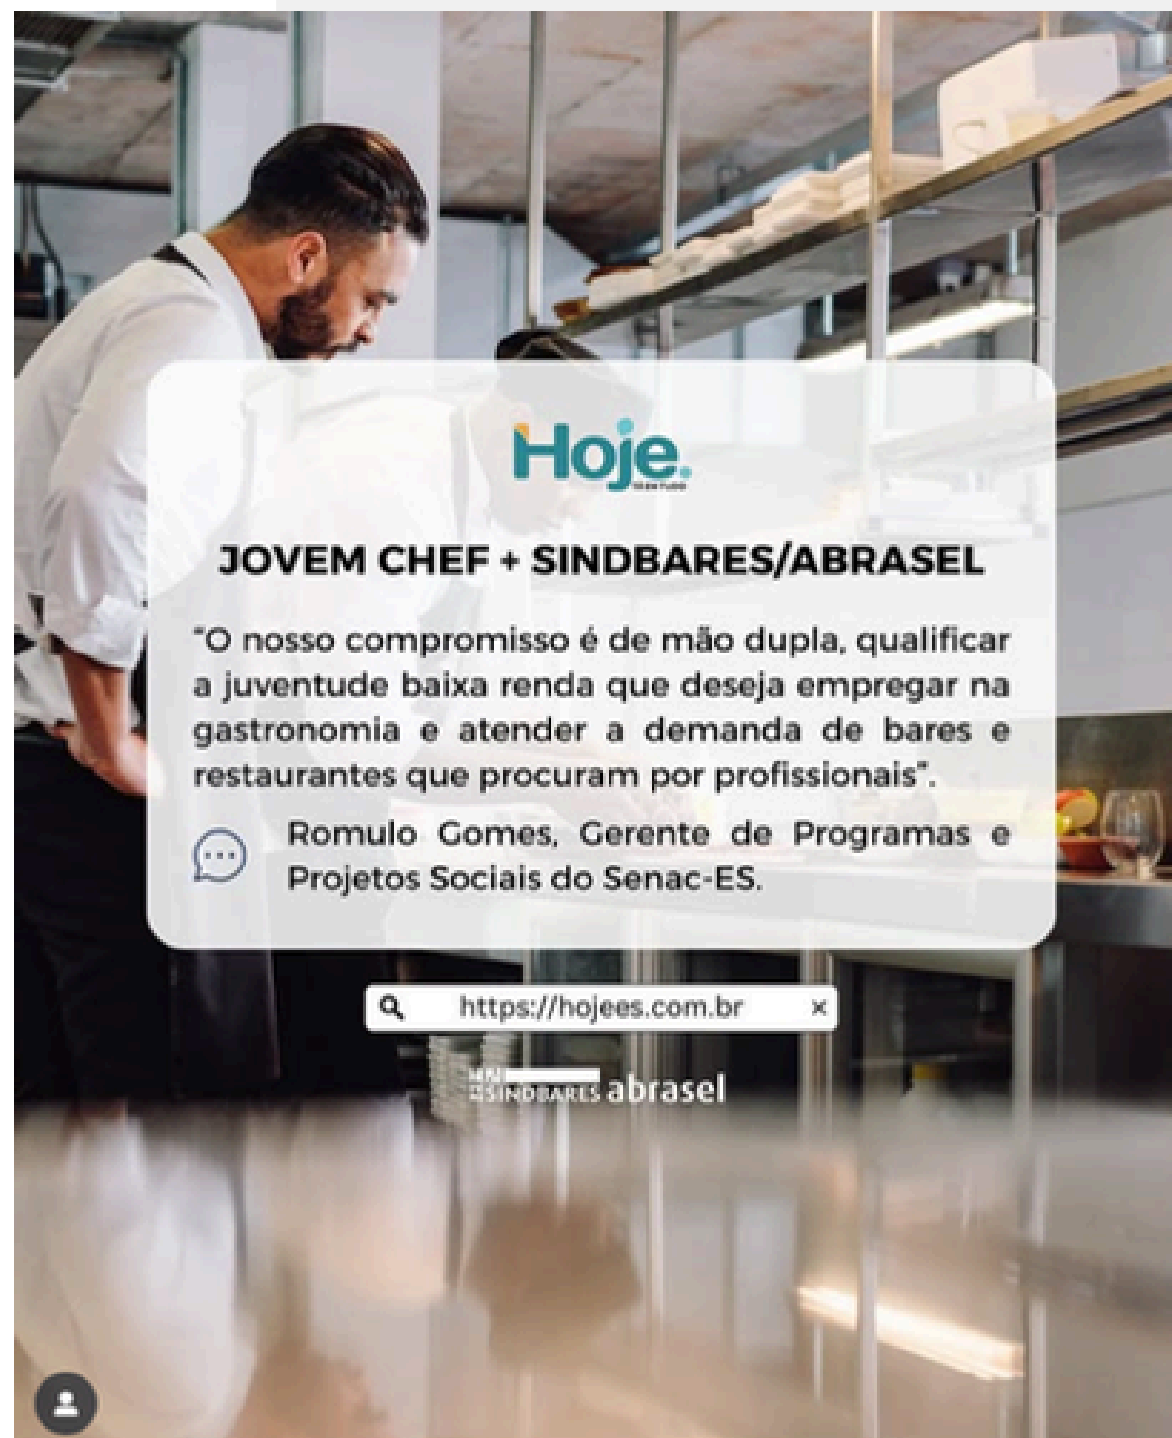 Hoje.
JOVEM CHEF + SINDBARES/ABRASEL
"O nosso compromisso é de mão dupla, qualificar
a juventude baixa renda que deseja empregar na
gastronomia e atender a demanda de bares e
restaurantes que procuram por profissionais".
Romulo Gomes, Gerente de Programas e
Projetos Sociais do Senac-ES.
https://hojees.com.br
SINDBARES abrasel